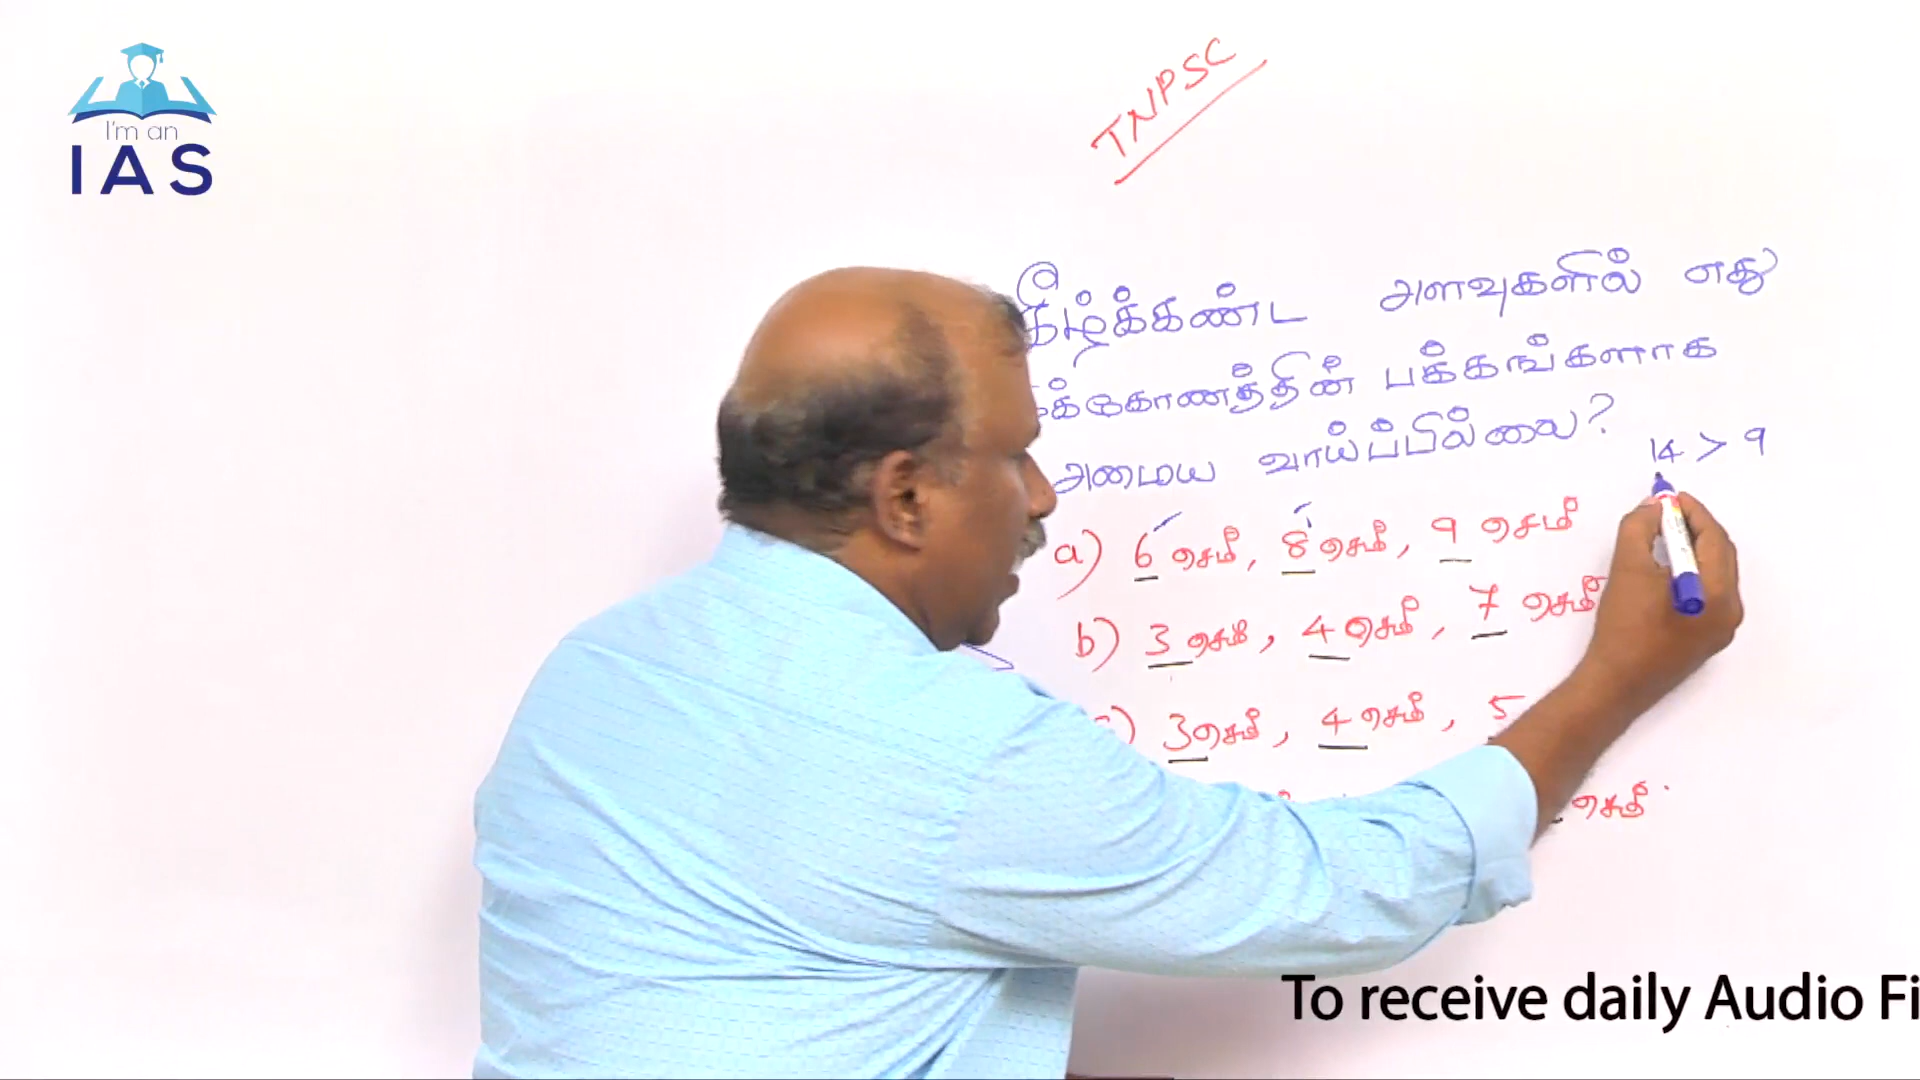 I'm an
IAS
TNPSC
கீழ்க்கண்ட அளவுகளில் எது
முக்கோணத்தின் பக்கங்களாக
அமைய வாய்ப்பில்லை?
14 > 9
a) 6 செமீ, 8 செமீ, 9 செமீ
b) 3 செமீ, 4 செமீ, 7 செமீ
c) 3 செமீ, 4 செமீ, 5
செமீ
To receive daily Audio Fi